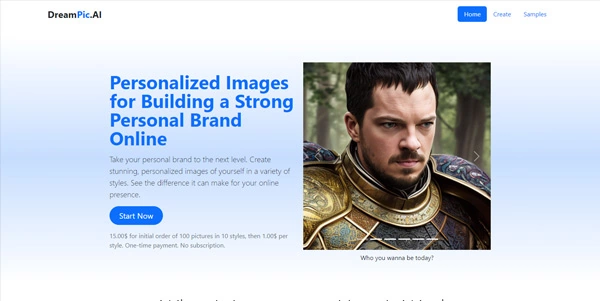 DreamPic.AI
Home Create Samples
Personalized Images
for Building a Strong
Personal Brand
Online
Take your personal brand to the next level. Create
stunning, personalized images of yourself in a variety of
styles. See the difference it can make for your online
presence.
Start Now
15.00$ for initial order of 100 pictures in 10 styles, then 1.00$ per
style. One-time payment. No subscription.
Who you wanna be today?